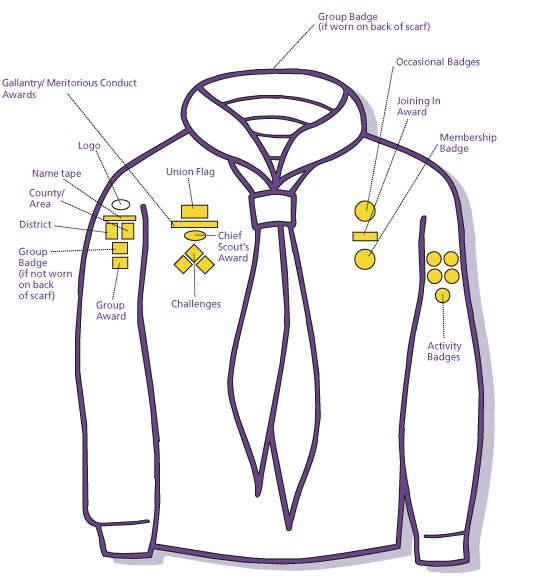 Group Badge
(if worn on back of scarf)
Occasional Badges
Gallantry/ Meritorious Conduct
Awards
Joining In
Award
Membership
Badge
Logo
Name tape
Union Flag
County/
Area
District
Chief
Scout's
Award
Group
Badge
(if not worn
on back
of scarf)
Group
Award
Challenges
Activity
Badges